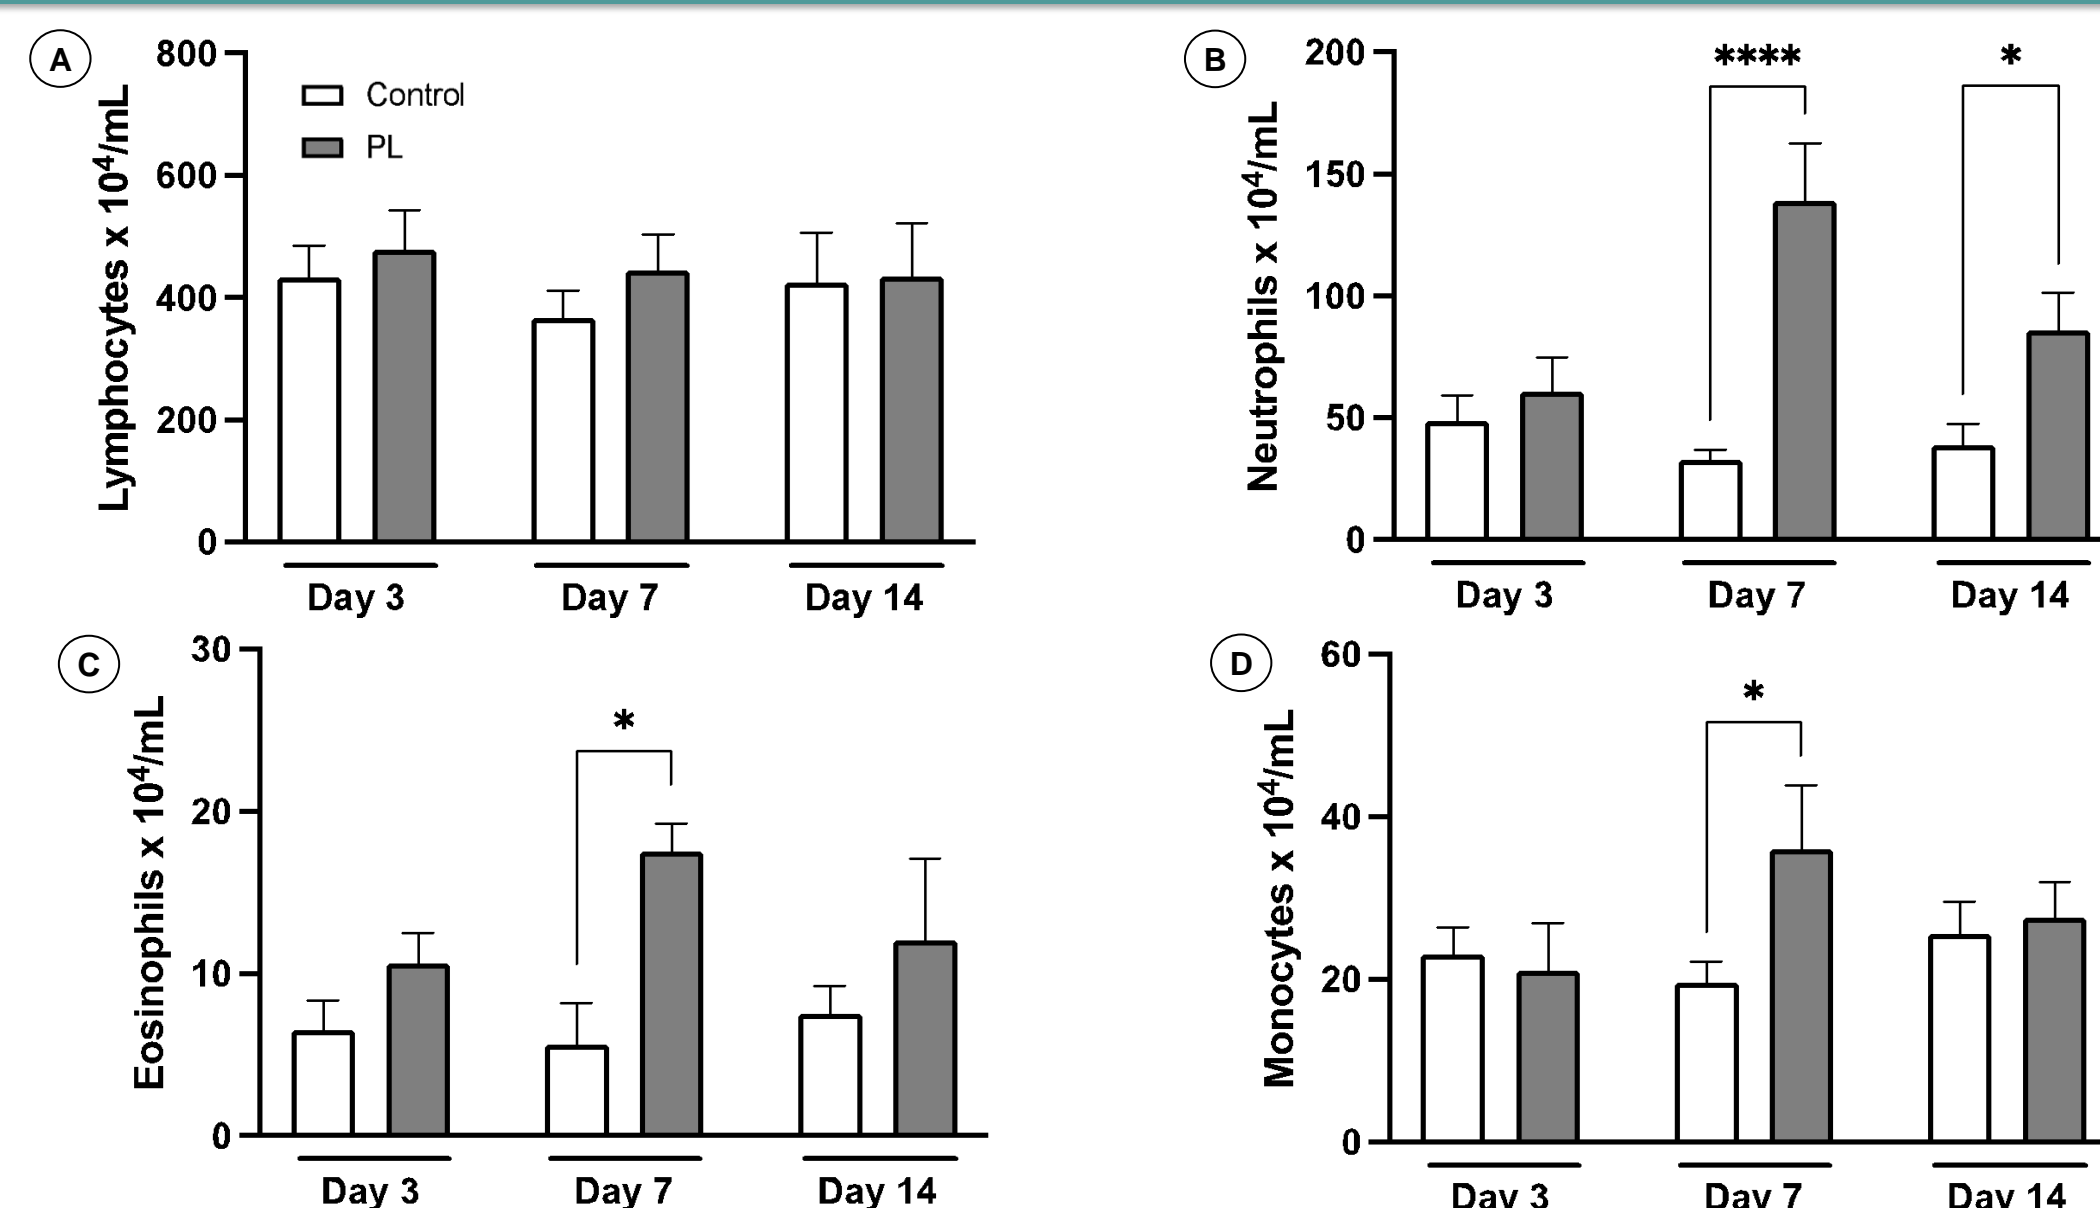 A
Lymphocytes x 10⁴/mL
800
600
400
200
0
Control
PL
Day 3 Day 7 Day 14
B
Neutrophils x 10⁴/mL
200
150
100
50
0
**** *
Day 3 Day 7 Day 14
C
Eosinophils x 10⁴/mL
30
20
10
0
*
Day 3 Day 7 Day 14
D
Monocytes x 10⁴/mL
60
40
20
0
*
Day 3 Day 7 Day 14